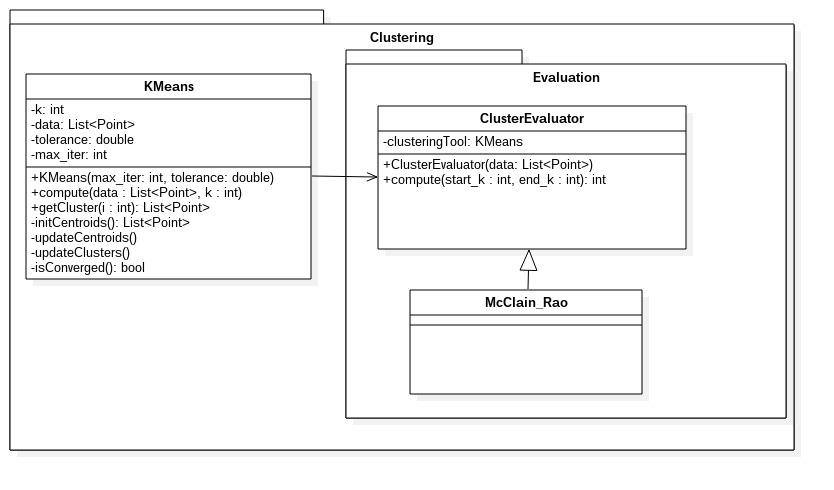 Clustering
KMeans
-k: int
-data: List<Point>
-tolerance: double
-max_iter: int
+KMeans(max_iter: int, tolerance: double)
+compute(data : List<Point>, k : int)
+getCluster(i : int): List<Point>
-initCentroids(): List<Point>
-updateCentroids()
-updateClusters()
-isConverged(): bool
Evaluation
ClusterEvaluator
-clusteringTool: KMeans
+ClusterEvaluator(data: List<Point>)
+compute(start_k : int, end_k : int): int
McClain_Rao